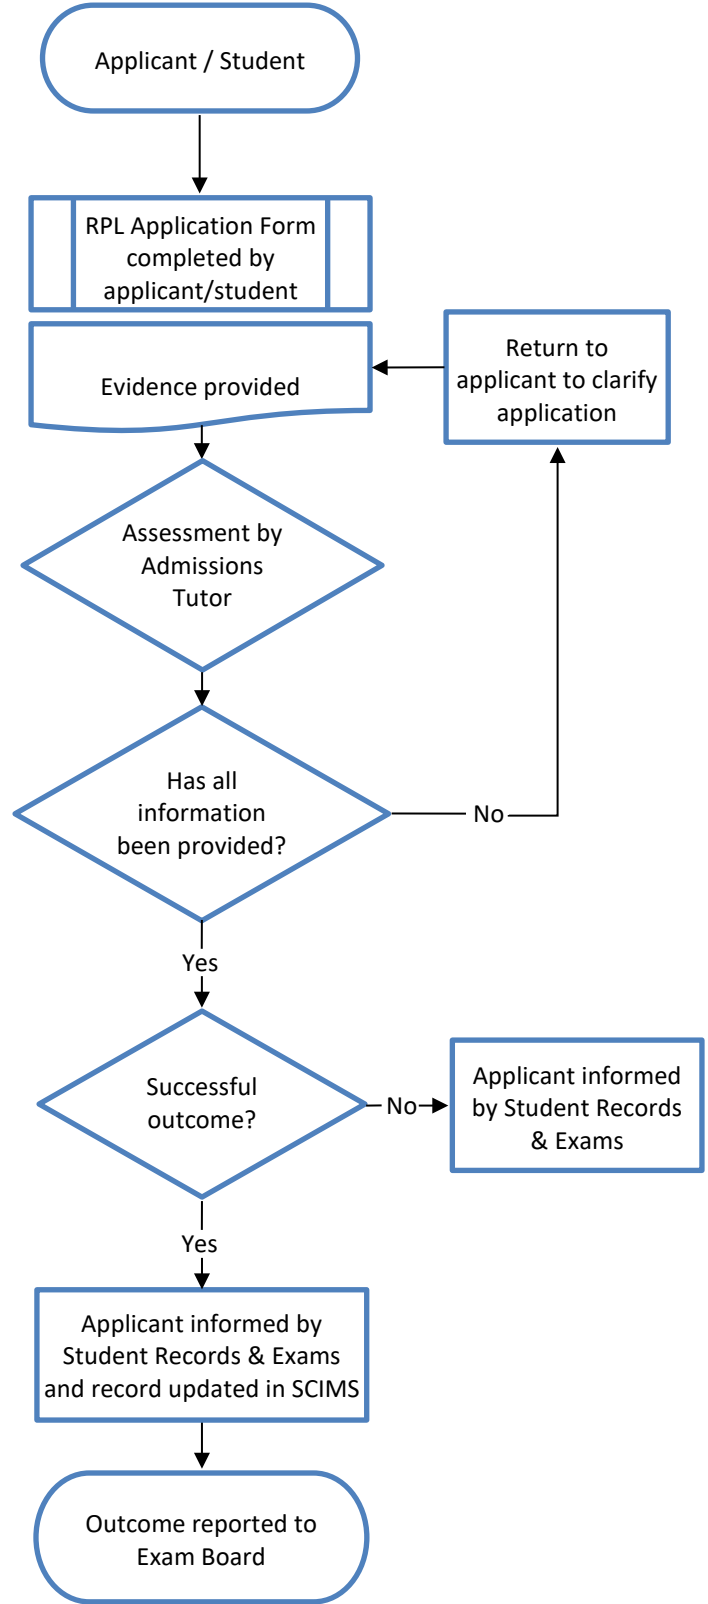 Applicant / Student
RPL Application Form
completed by
applicant/student
Evidence provided
Return to
applicant to clarify
application
Assessment by
Admissions
Tutor
Has all
information
been provided?
No
Yes
Successful
outcome?
No
Applicant informed
by Student Records
& Exams
Yes
Applicant informed by
Student Records & Exams
and record updated in SCIMS
Outcome reported to
Exam Board